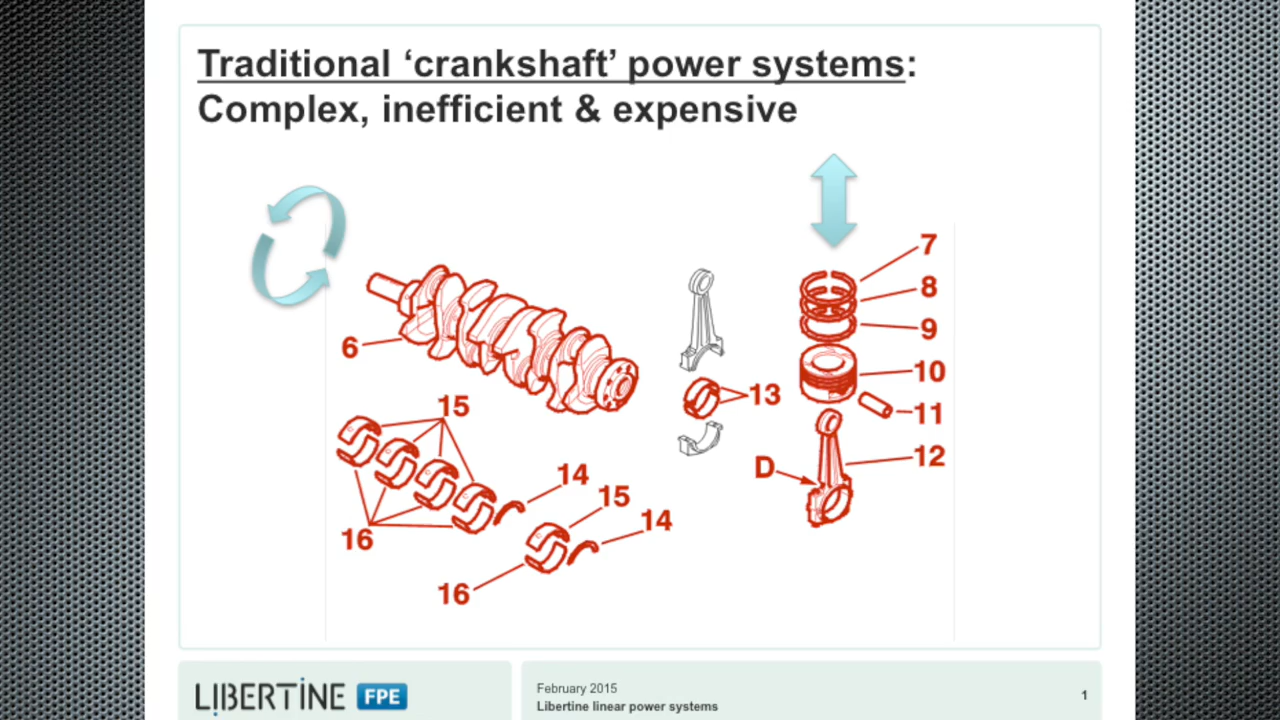 Traditional ‘crankshaft’ power systems:
Complex, inefficient & expensive
7
8
9
6
10
13
15
11
12
D
14
15
14
16
16
LIBERTINE FPE
February 2015
Libertine linear power systems
1